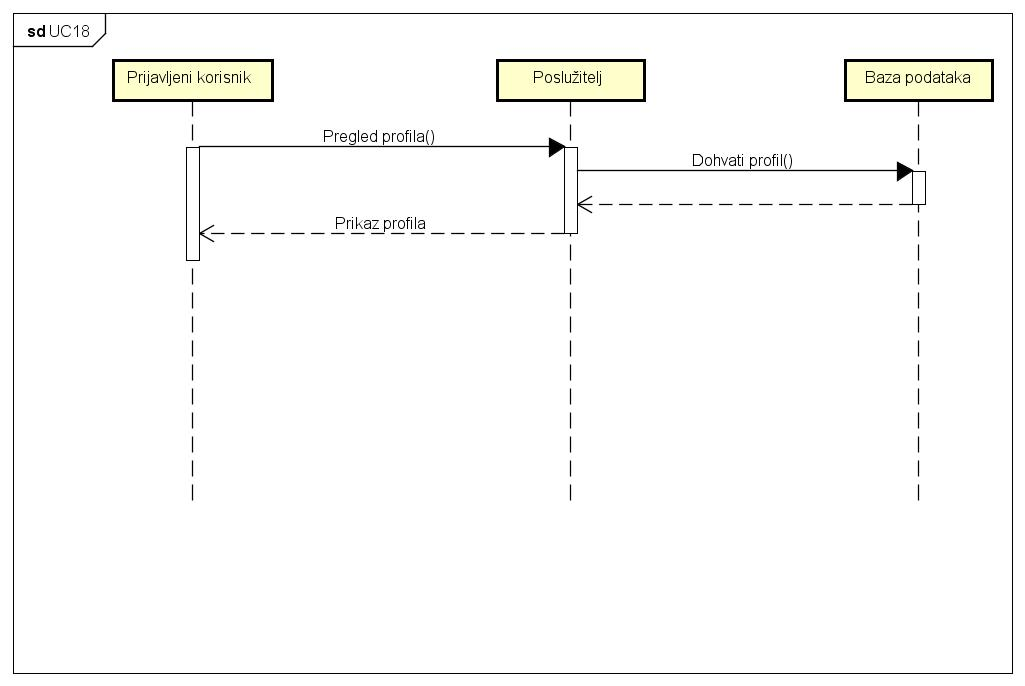 sd UC18
Prijavljeni korisnik
Poslužitelj
Baza podataka
Pregled profila()
Dohvati profil()
Prikaz profila